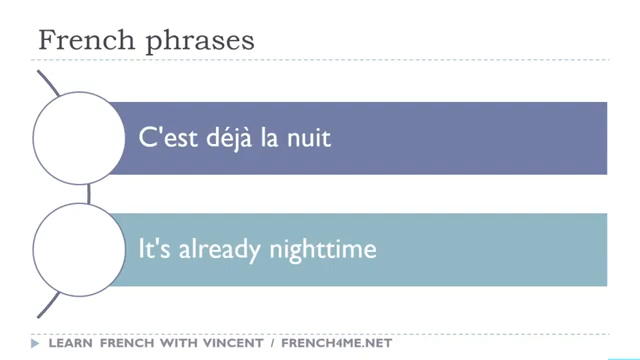 French phrases
C'est déjà la nuit
It's already nighttime
LEARN FRENCH WITH VINCENT / FRENCH4ME.NET